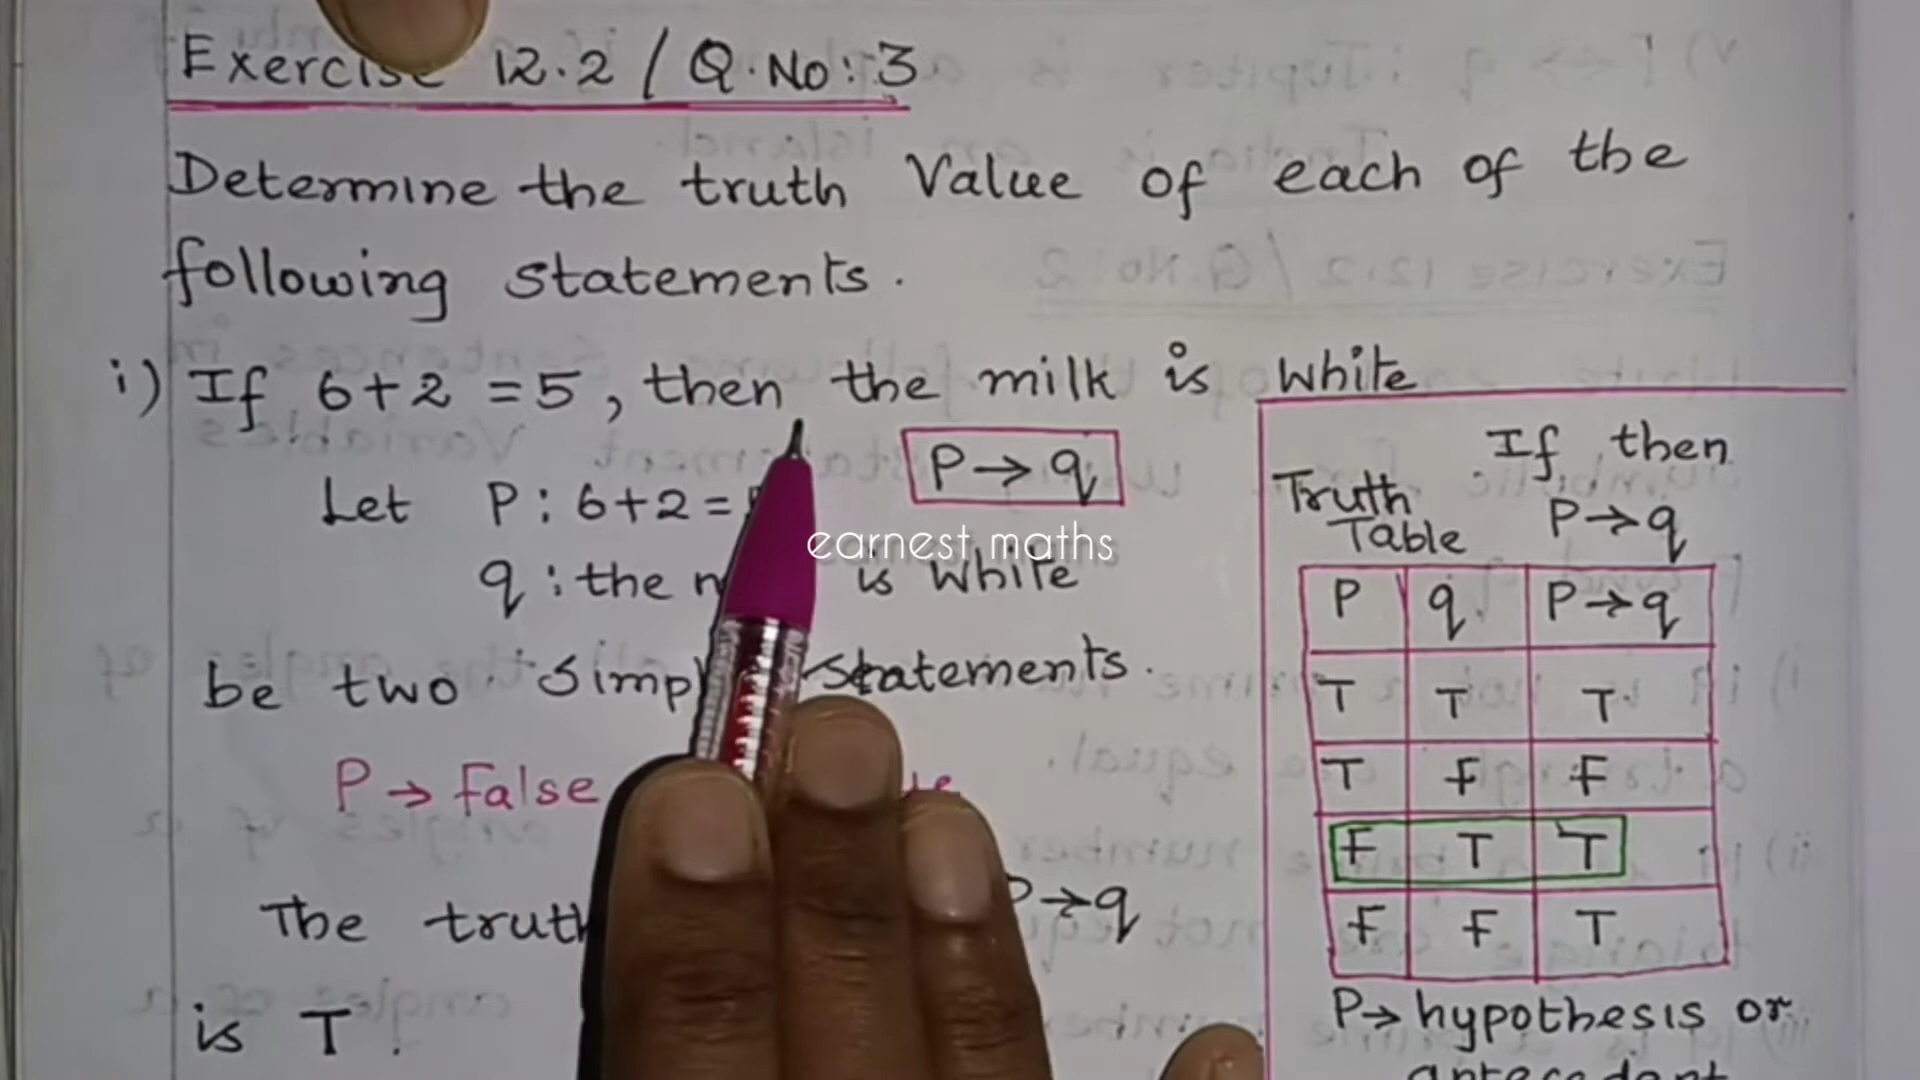 Exercise 12.2 / Q.No: 3
Determine the truth Value of each of the
following statements.
i) If 6+2 =5, then the milk is white
Let P: 6+2=
P→q
q: the is white
be two statements.
P→ False
The P→q
is T.
If then
Truth Table
P→q
P q P→q
T T T
T F F
F T T
F F T
P→ hypothesis or
antecedant
earnest maths